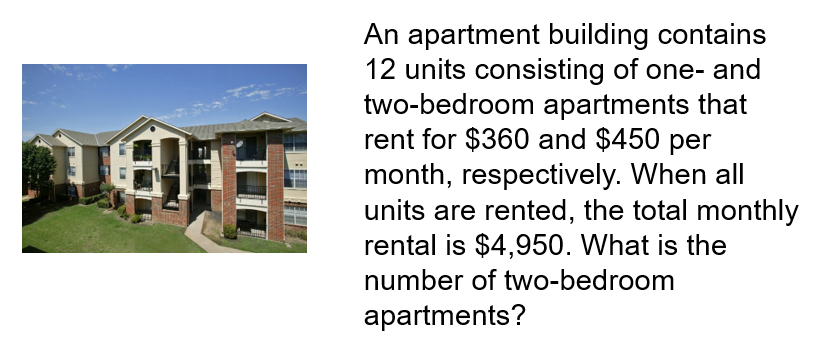 An apartment building contains
12 units consisting of one- and
two-bedroom apartments that
rent for $360 and $450 per
month, respectively. When all
units are rented, the total monthly
rental is $4,950. What is the
number of two-bedroom
apartments?